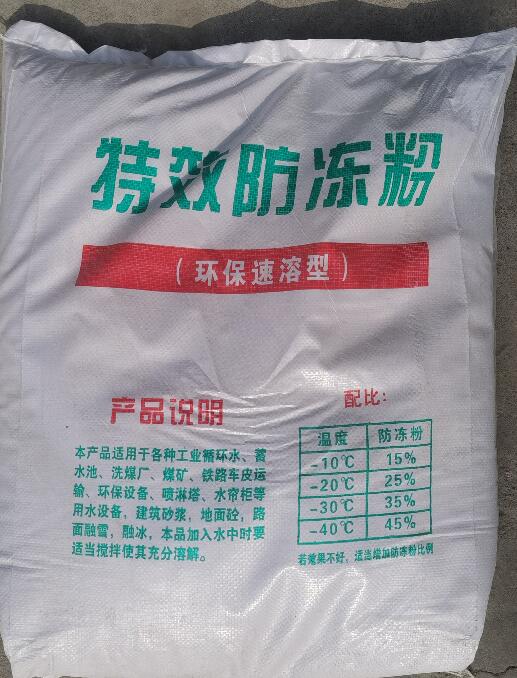 特效防冻粉
（环保速溶型）
产品说明
本产品适用于各种工业循环水、蓄
水池、洗煤厂、煤矿、铁路车皮运
输、环保设备、喷淋塔、水帘柜等
用水设备，建筑砂浆，地面砼，路
面融雪，融冰，本品加入水中时要
适当搅拌使其充分溶解。
配比：
温度 防冻粉
-10℃ 15%
-20℃ 25%
-30℃ 35%
-40℃ 45%
若效果不好，适当增加防冻粉比例